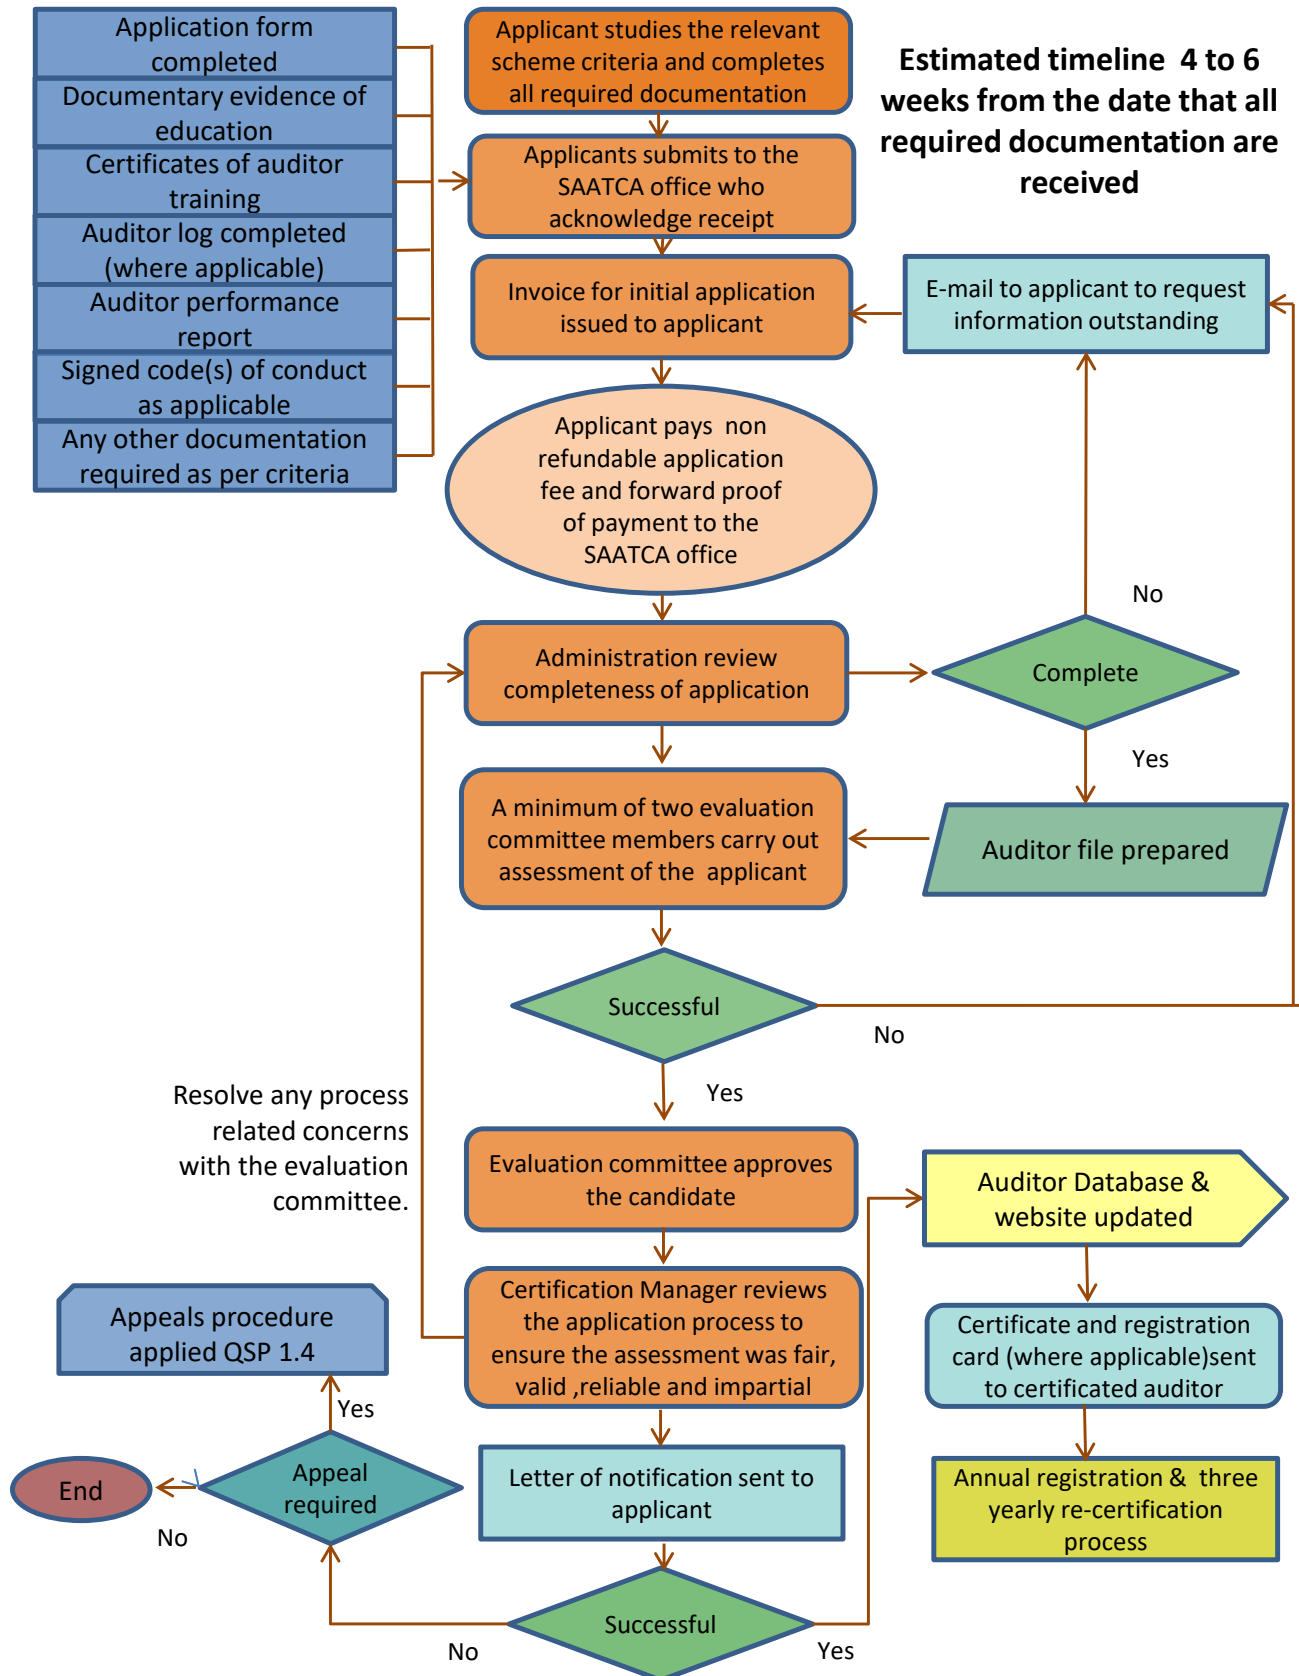 Application form
completed
Documentary evidence of
education
Certificates of auditor
training
Auditor log completed
(where applicable)
Auditor performance
report
Signed code(s) of conduct
as applicable
Any other documentation
required as per criteria
Applicant studies the relevant
scheme criteria and completes
all required documentation
Estimated timeline  4 to 6
weeks from the date that all
required documentation are
received
Applicants submits to the
SAATCA office who
acknowledge receipt
Invoice for initial application
issued to applicant
E-mail to applicant to request
information outstanding
Applicant pays  non
refundable application
fee and forward proof
of payment to the
SAATCA office
No
Administration review
completeness of application
Complete
Yes
A minimum of two evaluation
committee members carry out
assessment of the  applicant
Auditor file prepared
Successful
No
Yes
Resolve any process
related concerns
with the evaluation
committee.
Evaluation committee approves
the candidate
Auditor Database &
website updated
Certification Manager reviews
the application process to
ensure the assessment was fair,
valid ,reliable and impartial
Appeals procedure
applied QSP 1.4
Certificate and registration
card (where applicable)sent
to certificated auditor
Yes
Letter of notification sent to
applicant
Appeal
required
End
No
Annual registration &  three
yearly re-certification
process
Successful
No
Yes